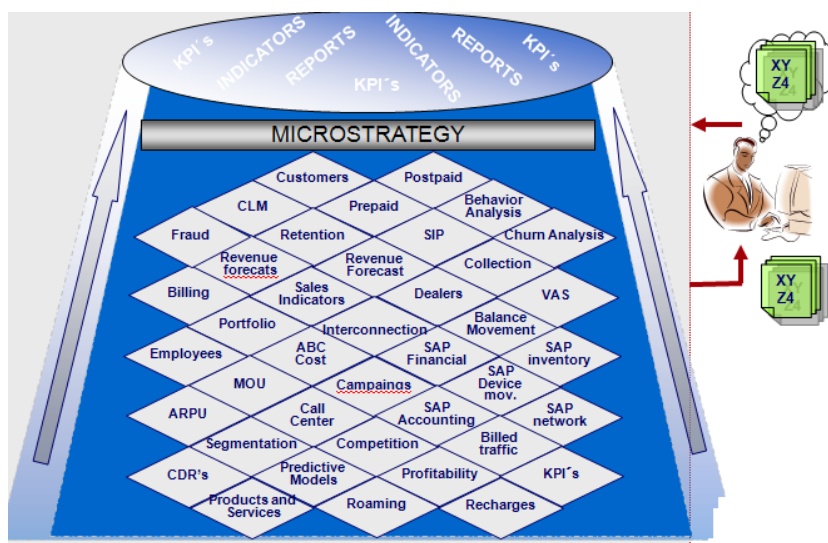 KPI´s
INDICATORS
REPORTS
KPI´s
INDICATORS
REPORTS
KPI´s
XY
Z4
MICROSTRATEGY
Customers
Postpaid
CLM
Prepaid
Behavior
Analysis
Fraud
Retention
SIP
Churn Analysis
Revenue
forecats
Revenue
Forecast
Collection
Billing
Sales
Indicators
Dealers
VAS
Portfolio
Interconnection
Balance
Movement
Employees
ABC
Cost
SAP
Financial
SAP
inventory
MOU
Campaings
SAP
Device
mov.
ARPU
Call
Center
SAP
Accounting
SAP
network
Segmentation
Competition
Billed
traffic
CDR's
Predictive
Models
Profitability
KPI´s
Products and
Services
Roaming
Recharges
XY
Z4
Z4